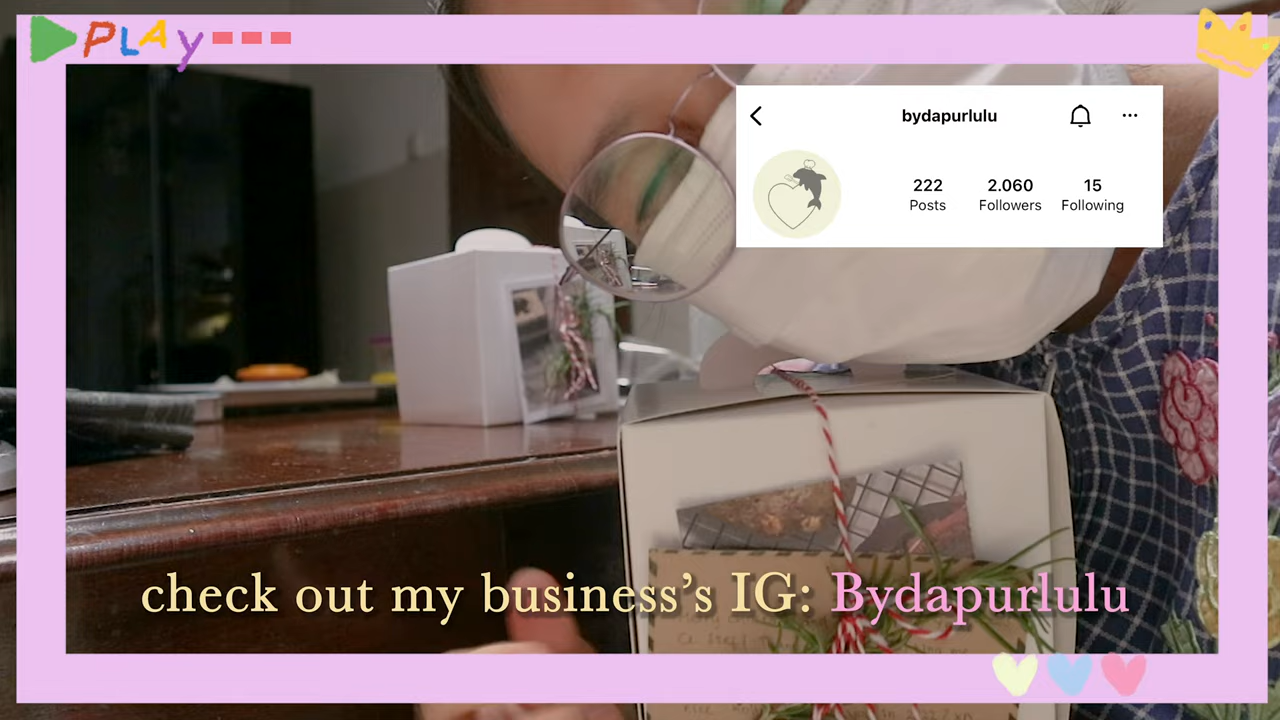 PLAy
bydapurlulu
222
2.060
15
Posts
Followers
Following
check out my business's IG: Bydapurlulu